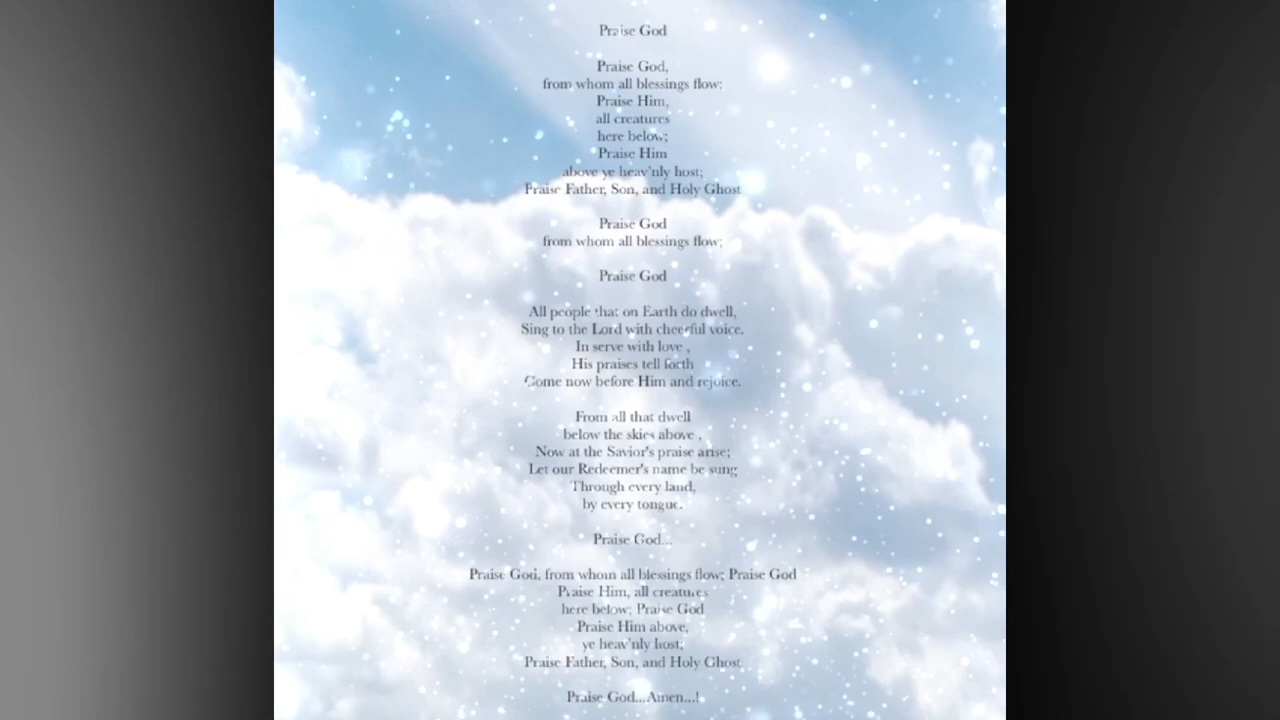 Praise God
Praise God,
from whom all blessings flow:
Praise Him,
all creatures
here below;
Praise Him
above ye heav'nly host;
Praise Father, Son, and Holy Ghost
Praise God
from whom all blessings flow;
Praise God
All people that on Earth do dwell,
Sing to the Lord with cheerful voice.
In serve with love ,
His praises tell forth
Come now before Him and rejoice.
From all that dwell
below the skies above ,
Now at the Savior's praise arise;
Let our Redeemer's name be sung
Through every land,
by every tongue.
Praise God...
Praise God, from whom all blessings flow; Praise God
Praise Him, all creatures
here below; Praise God
Praise Him above,
ye heav'nly host;
Praise Father, Son, and Holy Ghost
Praise God...Amen...!